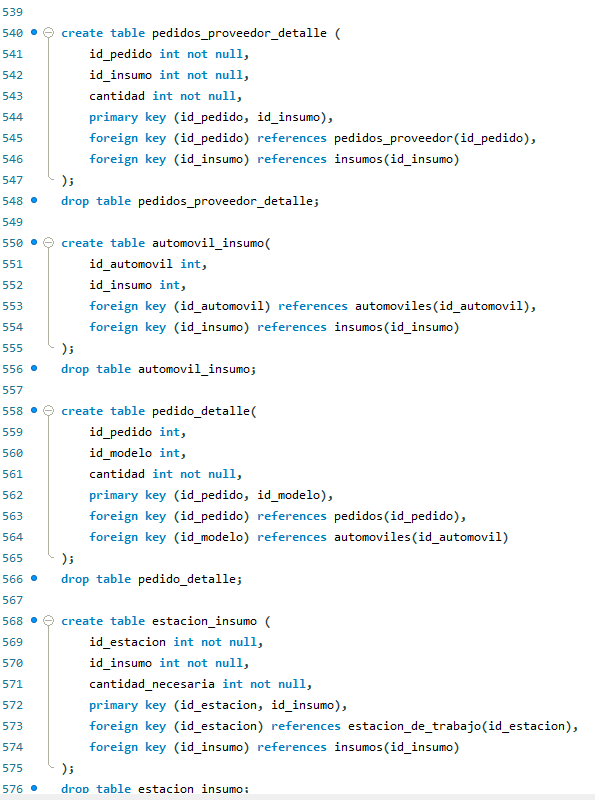 539
540 create table pedidos_proveedor_detalle (
541 id_pedido int not null,
542 id_insumo int not null,
543 cantidad int not null,
544 primary key (id_pedido, id_insumo),
545 foreign key (id_pedido) references pedidos_proveedor(id_pedido),
546 foreign key (id_insumo) references insumos(id_insumo)
547 );
548 drop table pedidos_proveedor_detalle;
549
550 create table automovil_insumo(
551 id_automovil int,
552 id_insumo int,
553 foreign key (id_automovil) references automoviles(id_automovil),
554 foreign key (id_insumo) references insumos(id_insumo)
555 );
556 drop table automovil_insumo;
557
558 create table pedido_detalle(
559 id_pedido int,
560 id_modelo int,
561 cantidad int not null,
562 primary key (id_pedido, id_modelo),
563 foreign key (id_pedido) references pedidos(id_pedido),
564 foreign key (id_modelo) references automoviles(id_automovil)
565 );
566 drop table pedido_detalle;
567
568 create table estacion_insumo (
569 id_estacion int not null,
570 id_insumo int not null,
571 cantidad_necesaria int not null,
572 primary key (id_estacion, id_insumo),
573 foreign key (id_estacion) references estacion_de_trabajo(id_estacion),
574 foreign key (id_insumo) references insumos(id_insumo)
575 );
576 drop table estacion_insumo;